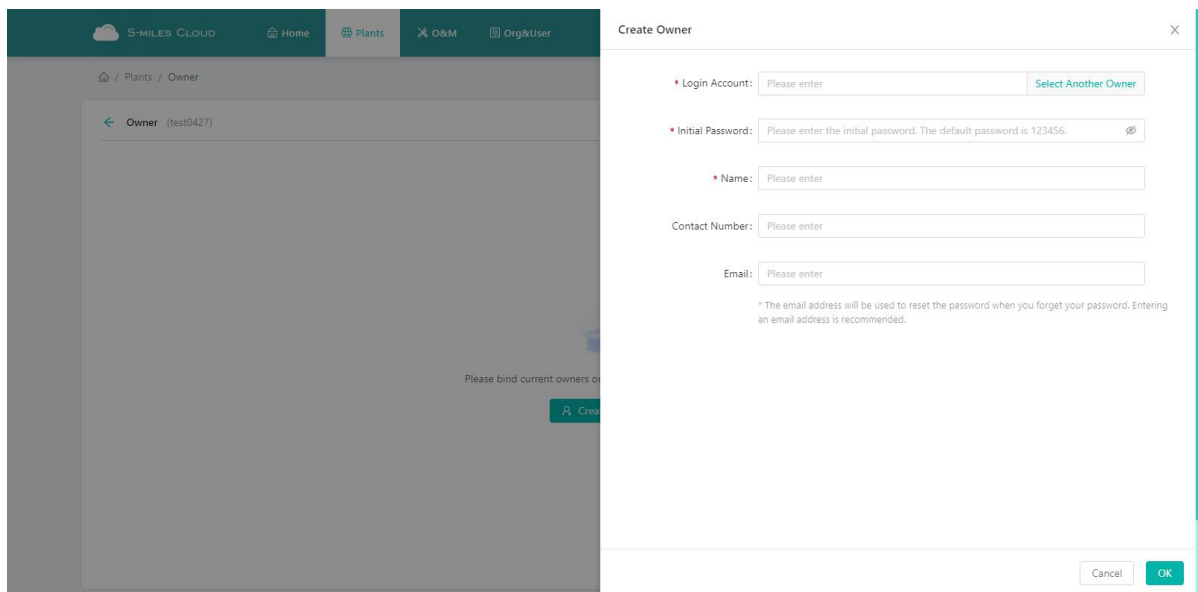 S-MILES CLOUD
Home
Plants
O&M
Org&User
/ Plants / Owner
Owner (test0427)
Please bind current owners o
Crea
Create Owner
* Login Account: Please enter Select Another Owner
* Initial Password: Please enter the initial password. The default password is 123456.
* Name: Please enter
Contact Number: Please enter
Email: Please enter
* The email address will be used to reset the password when you forget your password. Entering
an email address is recommended.
Cancel
OK